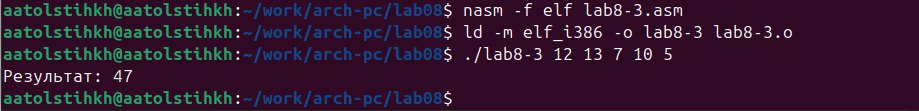 aatolstihkh@aatolstihkh:~/work/arch-pc/lab08$ nasm -f elf lab8-3.asm
aatolstihkh@aatolstihkh:~/work/arch-pc/lab08$ ld -m elf_i386 -o lab8-3 lab8-3.o
aatolstihkh@aatolstihkh:~/work/arch-pc/lab08$ ./lab8-3 12 13 7 10 5
Результат: 47
aatolstihkh@aatolstihkh:~/work/arch-pc/lab08$